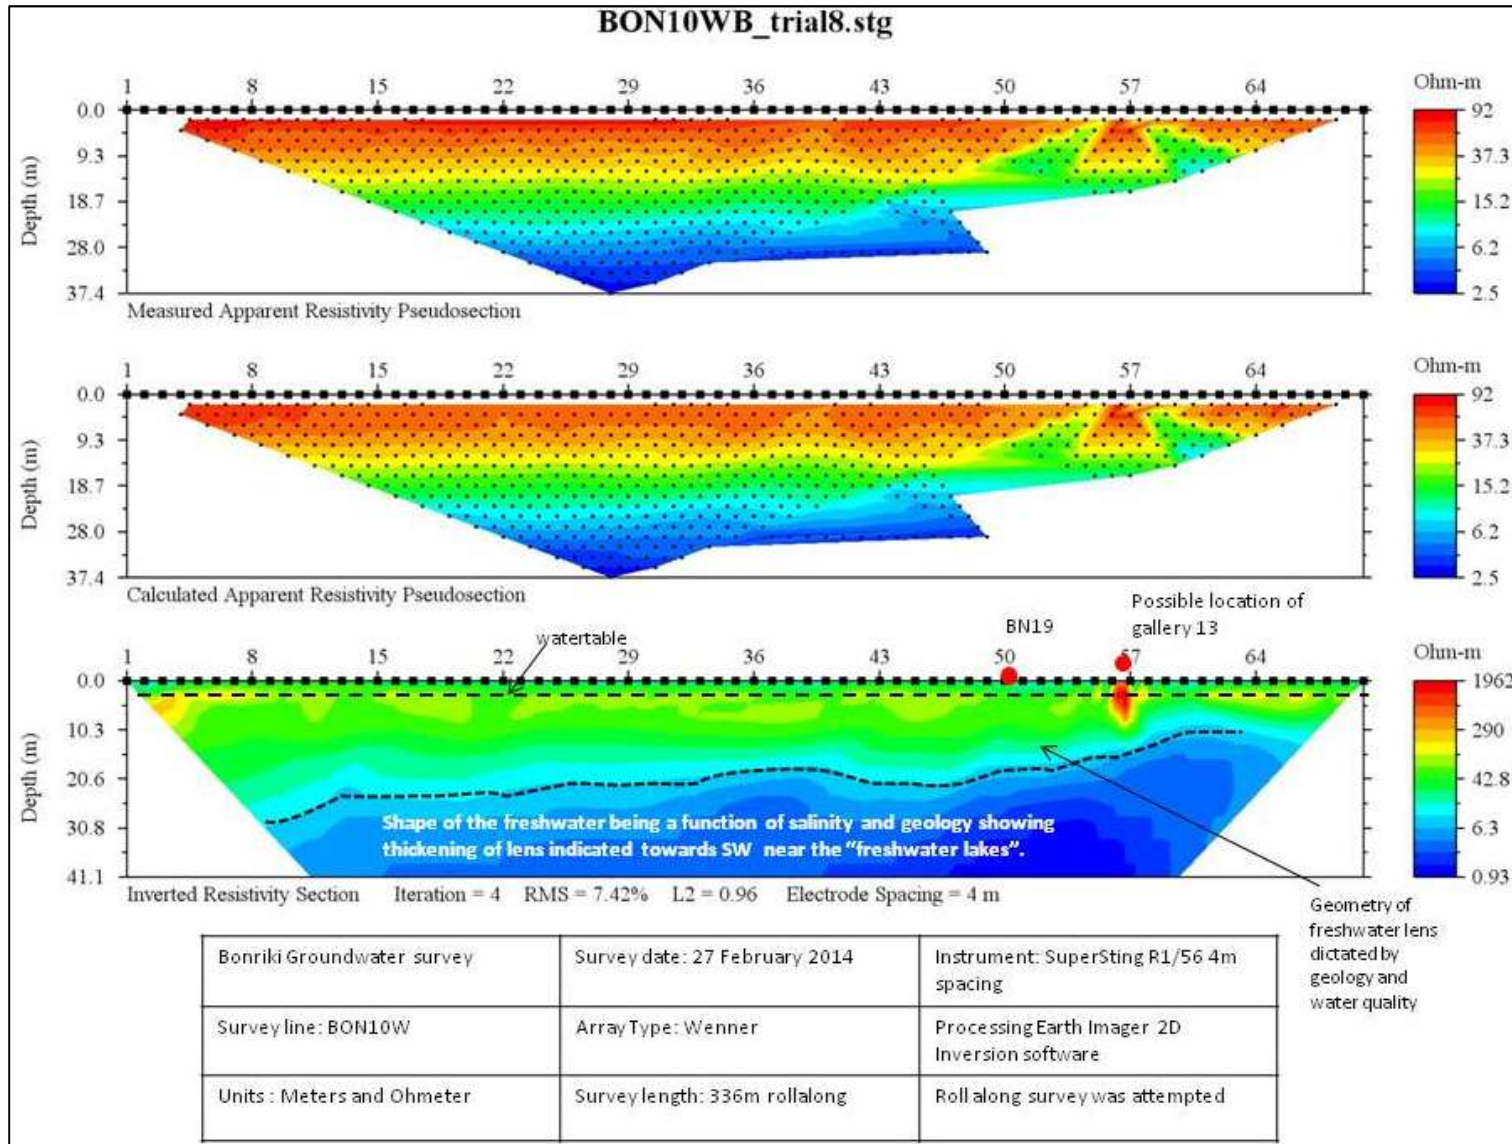 BON10WB_trial8.stg
1 8 15 22 29 36 43 50 57 64 Ohm-m
0.0 92
9.3 37.3
18.7 15.2
28.0 6.2
37.4 2.5
Depth (m)
Measured Apparent Resistivity Pseudosection
1 8 15 22 29 36 43 50 57 64 Ohm-m
0.0 92
9.3 37.3
18.7 15.2
28.0 6.2
37.4 2.5
Depth (m)
Calculated Apparent Resistivity Pseudosection
Possible location of
gallery 13
BN19
watertable
1 8 15 22 29 36 43 50 57 64 Ohm-m
0.0 1962
10.3 290
20.6 42.8
30.8 6.3
41.1 0.93
Depth (m)
Shape of the freshwater being a function of salinity and geology showing
thickening of lens indicated towards SW near the "freshwater lakes".
Inverted Resistivity Section Iteration = 4 RMS = 7.42% L2 = 0.96 Electrode Spacing = 4 m
Geometry of
freshwater lens
dictated by
geology and
water quality
Bonriki Groundwater survey
Survey date: 27 February 2014
Instrument: SuperSting R1/56 4m
spacing
Survey line: BON10W
Array Type: Wenner
Processing Earth Imager 2D
Inversion software
Units : Meters and Ohmeter
Survey length: 336m rollalong
Roll along survey was attempted